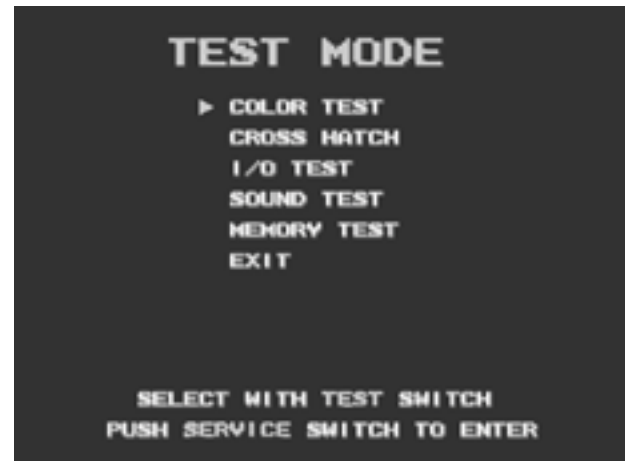 TEST MODE
▶ COLOR TEST
CROSS HATCH
I/O TEST
SOUND TEST
MEMORY TEST
EXIT
SELECT WITH TEST SWITCH
PUSH SERVICE SWITCH TO ENTER